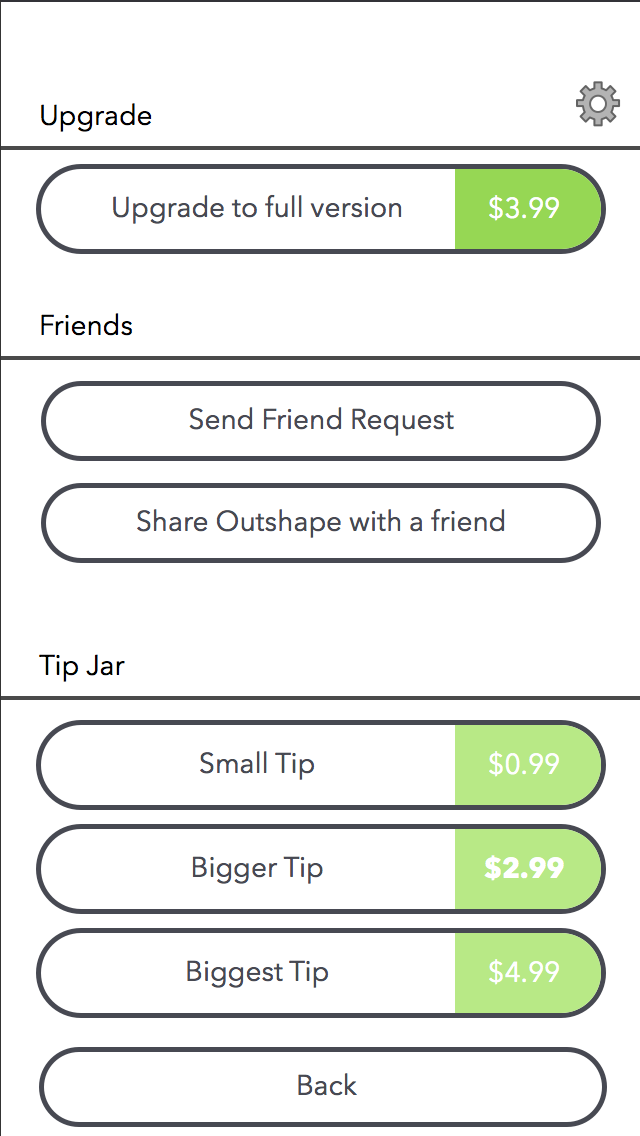 Upgrade
Upgrade to full version $3.99
Friends
Send Friend Request
Share Outshape with a friend
Tip Jar
Small Tip $0.99
Bigger Tip $2.99
Biggest Tip $4.99
Back